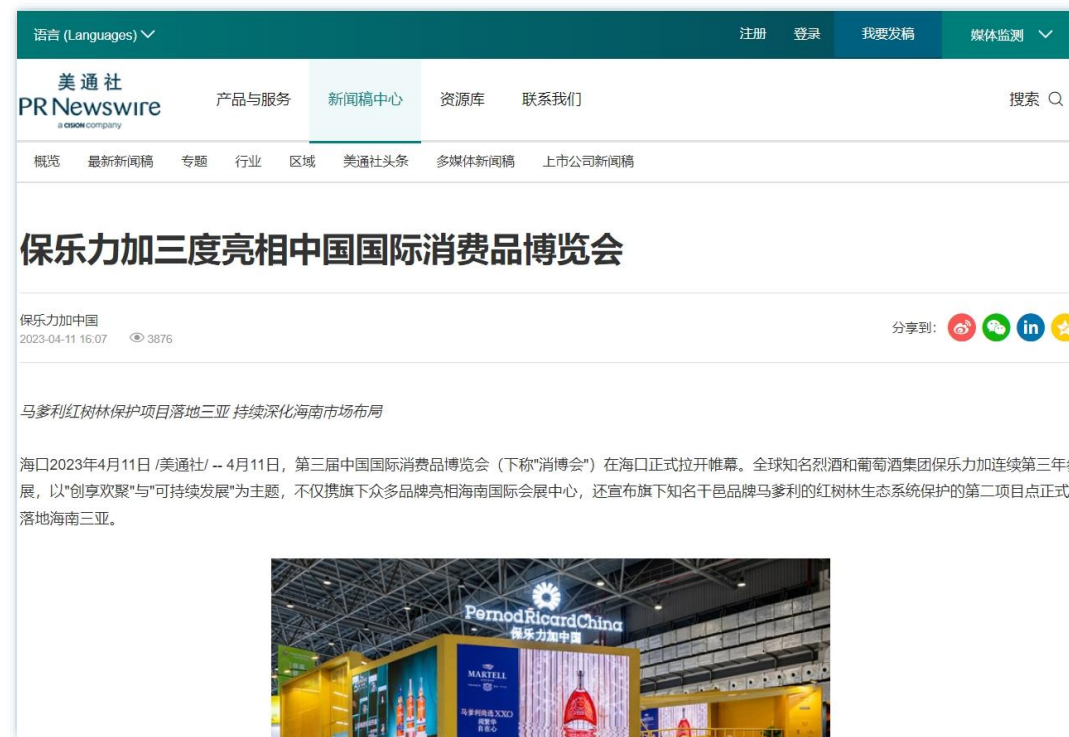 语言 (Languages)
注册
登录
我要发稿
媒体监测
美通社
PR Newswire
a CISION company
产品与服务
新闻稿中心
资源库
联系我们
搜索
概览
最新新闻稿
专题
行业
区域
美通社头条
多媒体新闻稿
上市公司新闻稿
保乐力加三度亮相中国国际消费品博览会
保乐力加中国
2023-04-11 16:07
3876
分享到:
马爹利红树林保护项目落地三亚 持续深化海南市场布局
海口2023年4月11日 /美通社/ -- 4月11日，第三届中国国际消费品博览会（下称"消博会"）在海口正式拉开帷幕。全球知名烈酒和葡萄酒集团保乐力加连续第三年参
展，以"创享欢聚"与"可持续发展"为主题，不仅携旗下众多品牌亮相海南国际会展中心，还宣布旗下知名干邑品牌马爹利的红树林生态系统保护的第二项目点正式
落地海南三亚。
Pernod Ricard China
保乐力加中国
MARTELL
马爹利尚选XXO